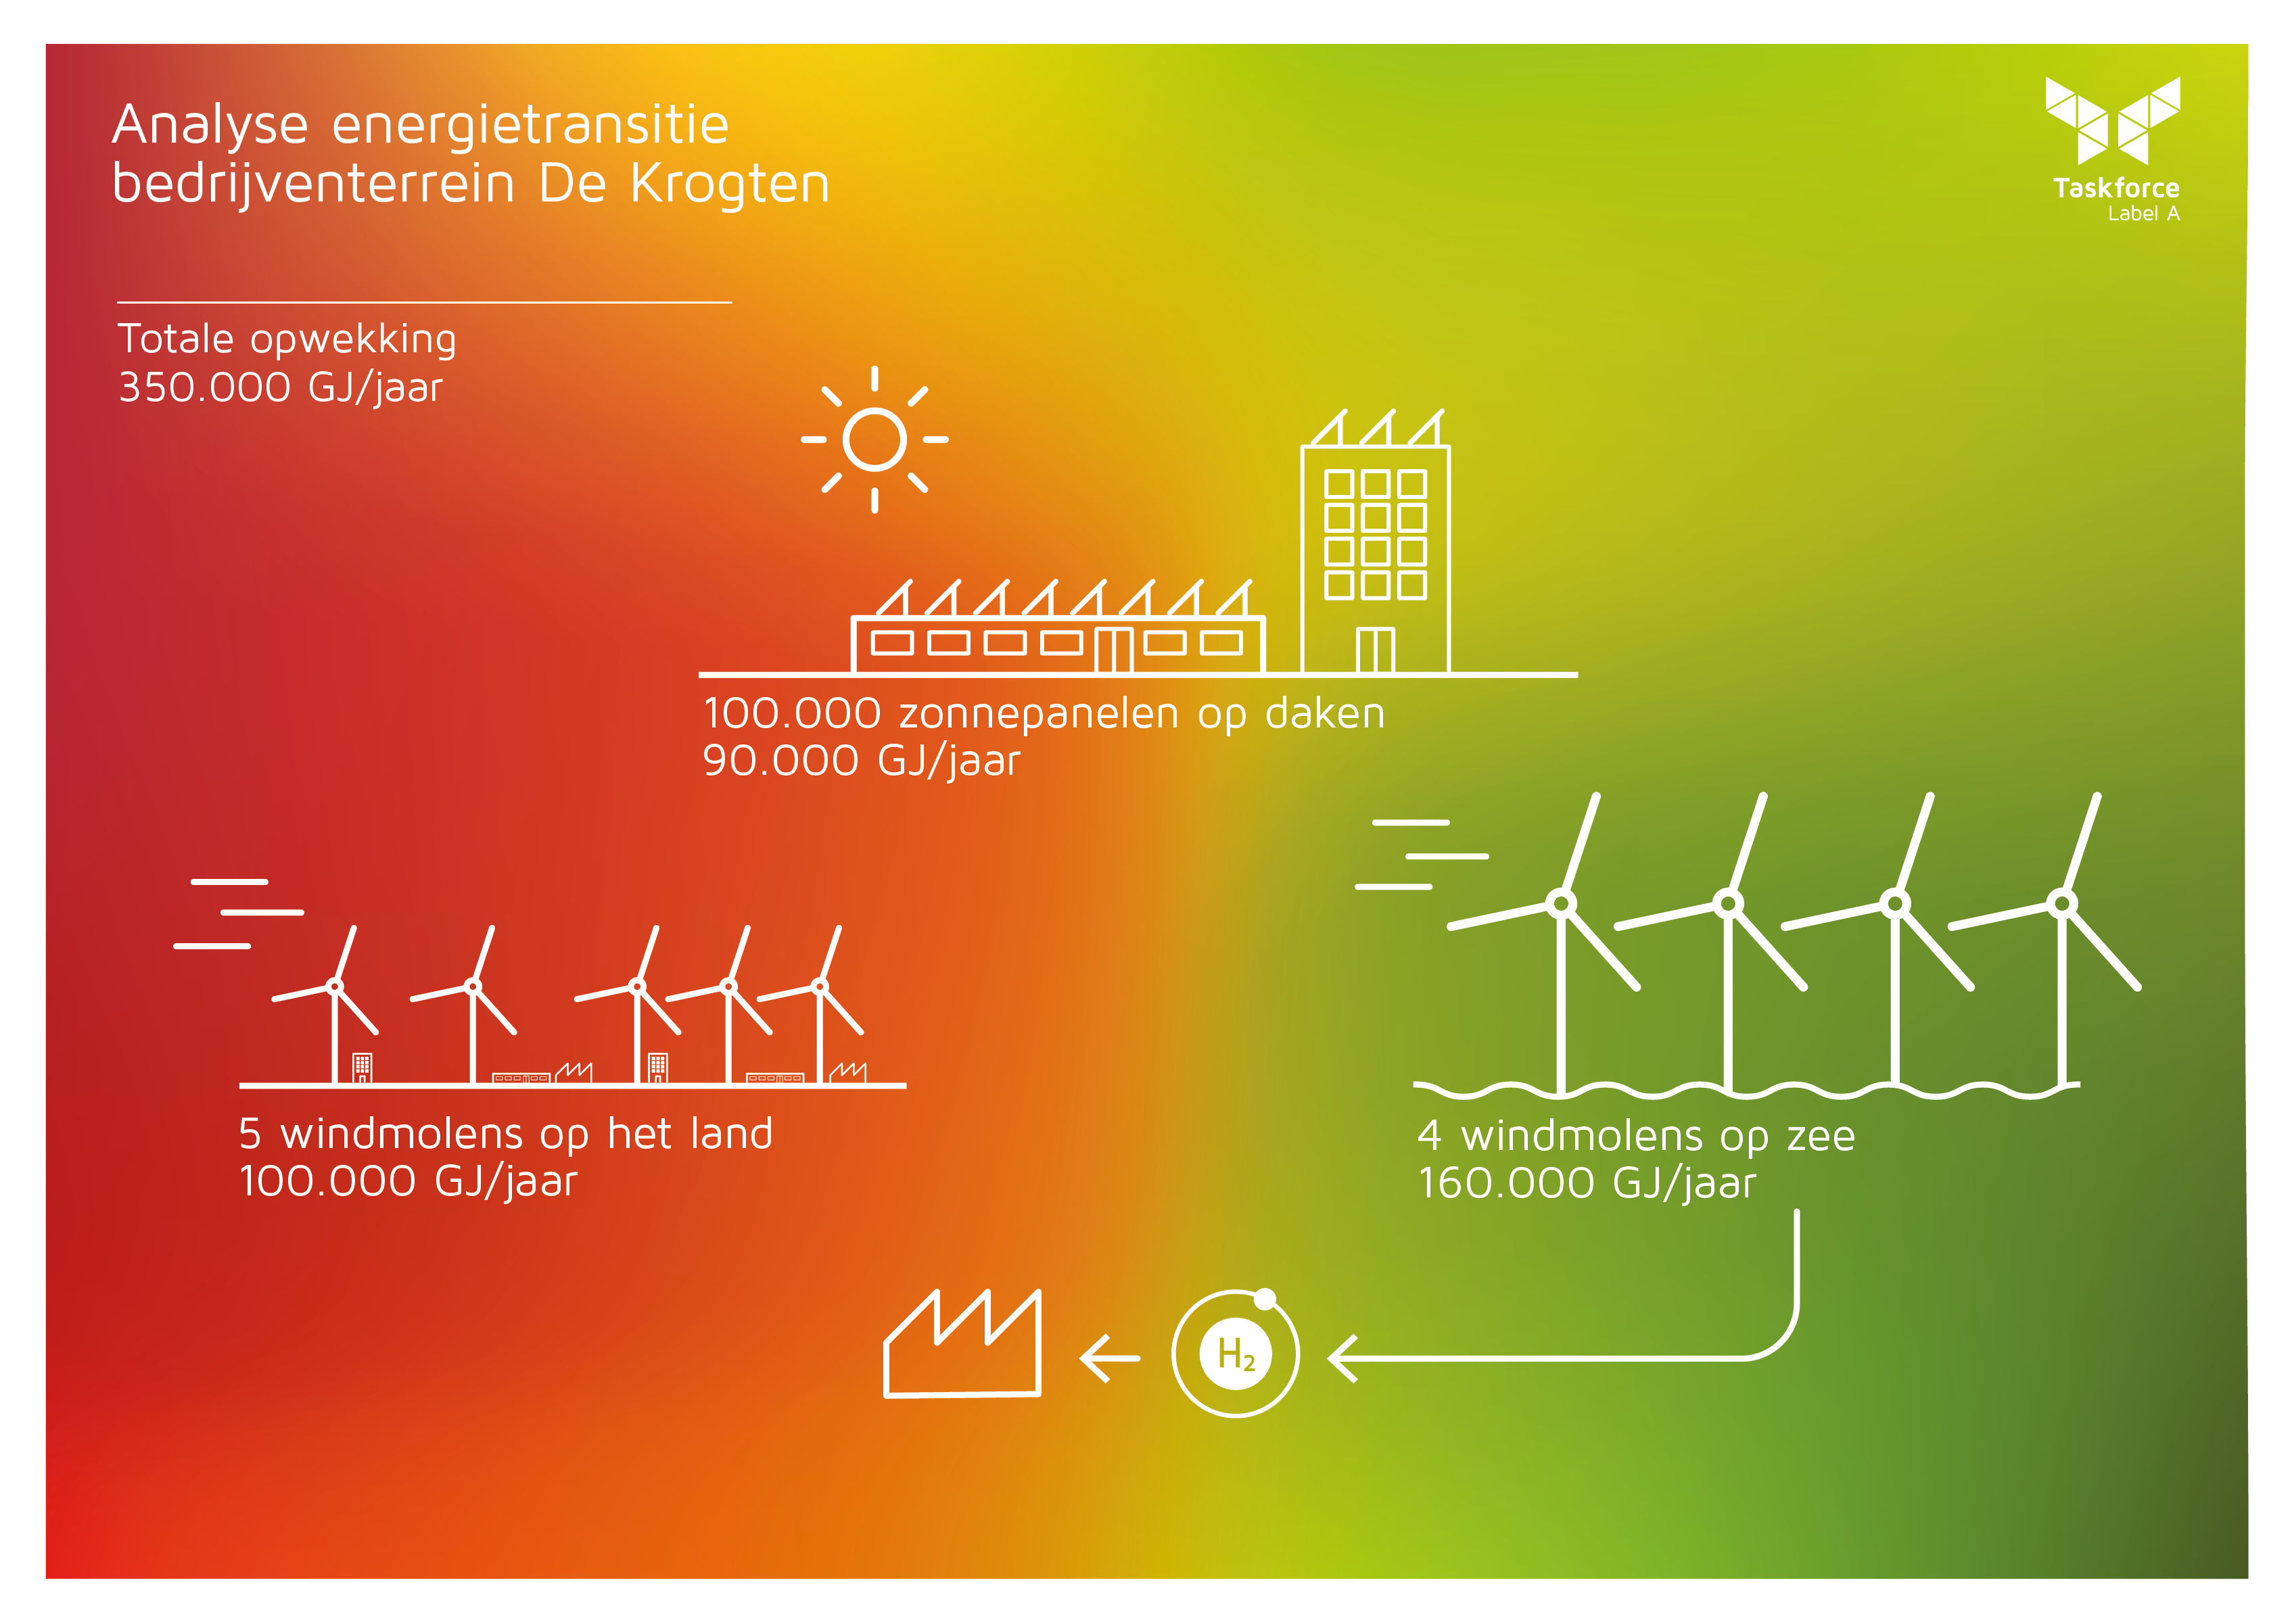 Analyse energietransitie
bedrijventerrein De Krogten
Taskforce
Label A
Totale opwekking
350.000 GJ/jaar
100.000 zonnepanelen op daken
90.000 GJ/jaar
5 windmolens op het land
100.000 GJ/jaar
4 windmolens op zee
160.000 GJ/jaar
H₂